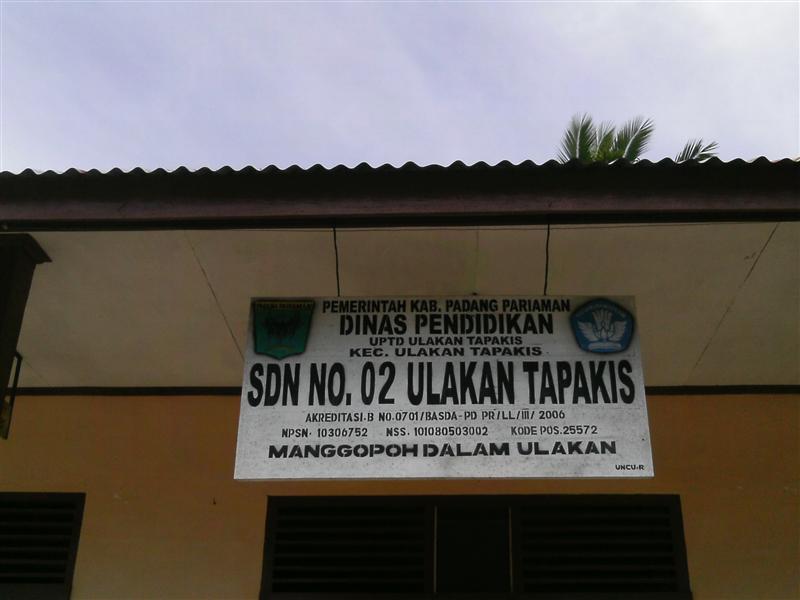 PEMERINTAH KAB. PADANG PARIAMAN
DINAS PENDIDIKAN
UPTD ULAKAN TAPAKIS
KEC. ULAKAN TAPAKIS
SDN NO. 02 ULAKAN TAPAKIS
AKREDITASI.B NO.0701/BASDA-PD PR/LL/III/2006
NPSN. 10306752 NSS. 101080503002 KODE POS.25572
MANGGOPOH DALAM ULAKAN
UNCU.R